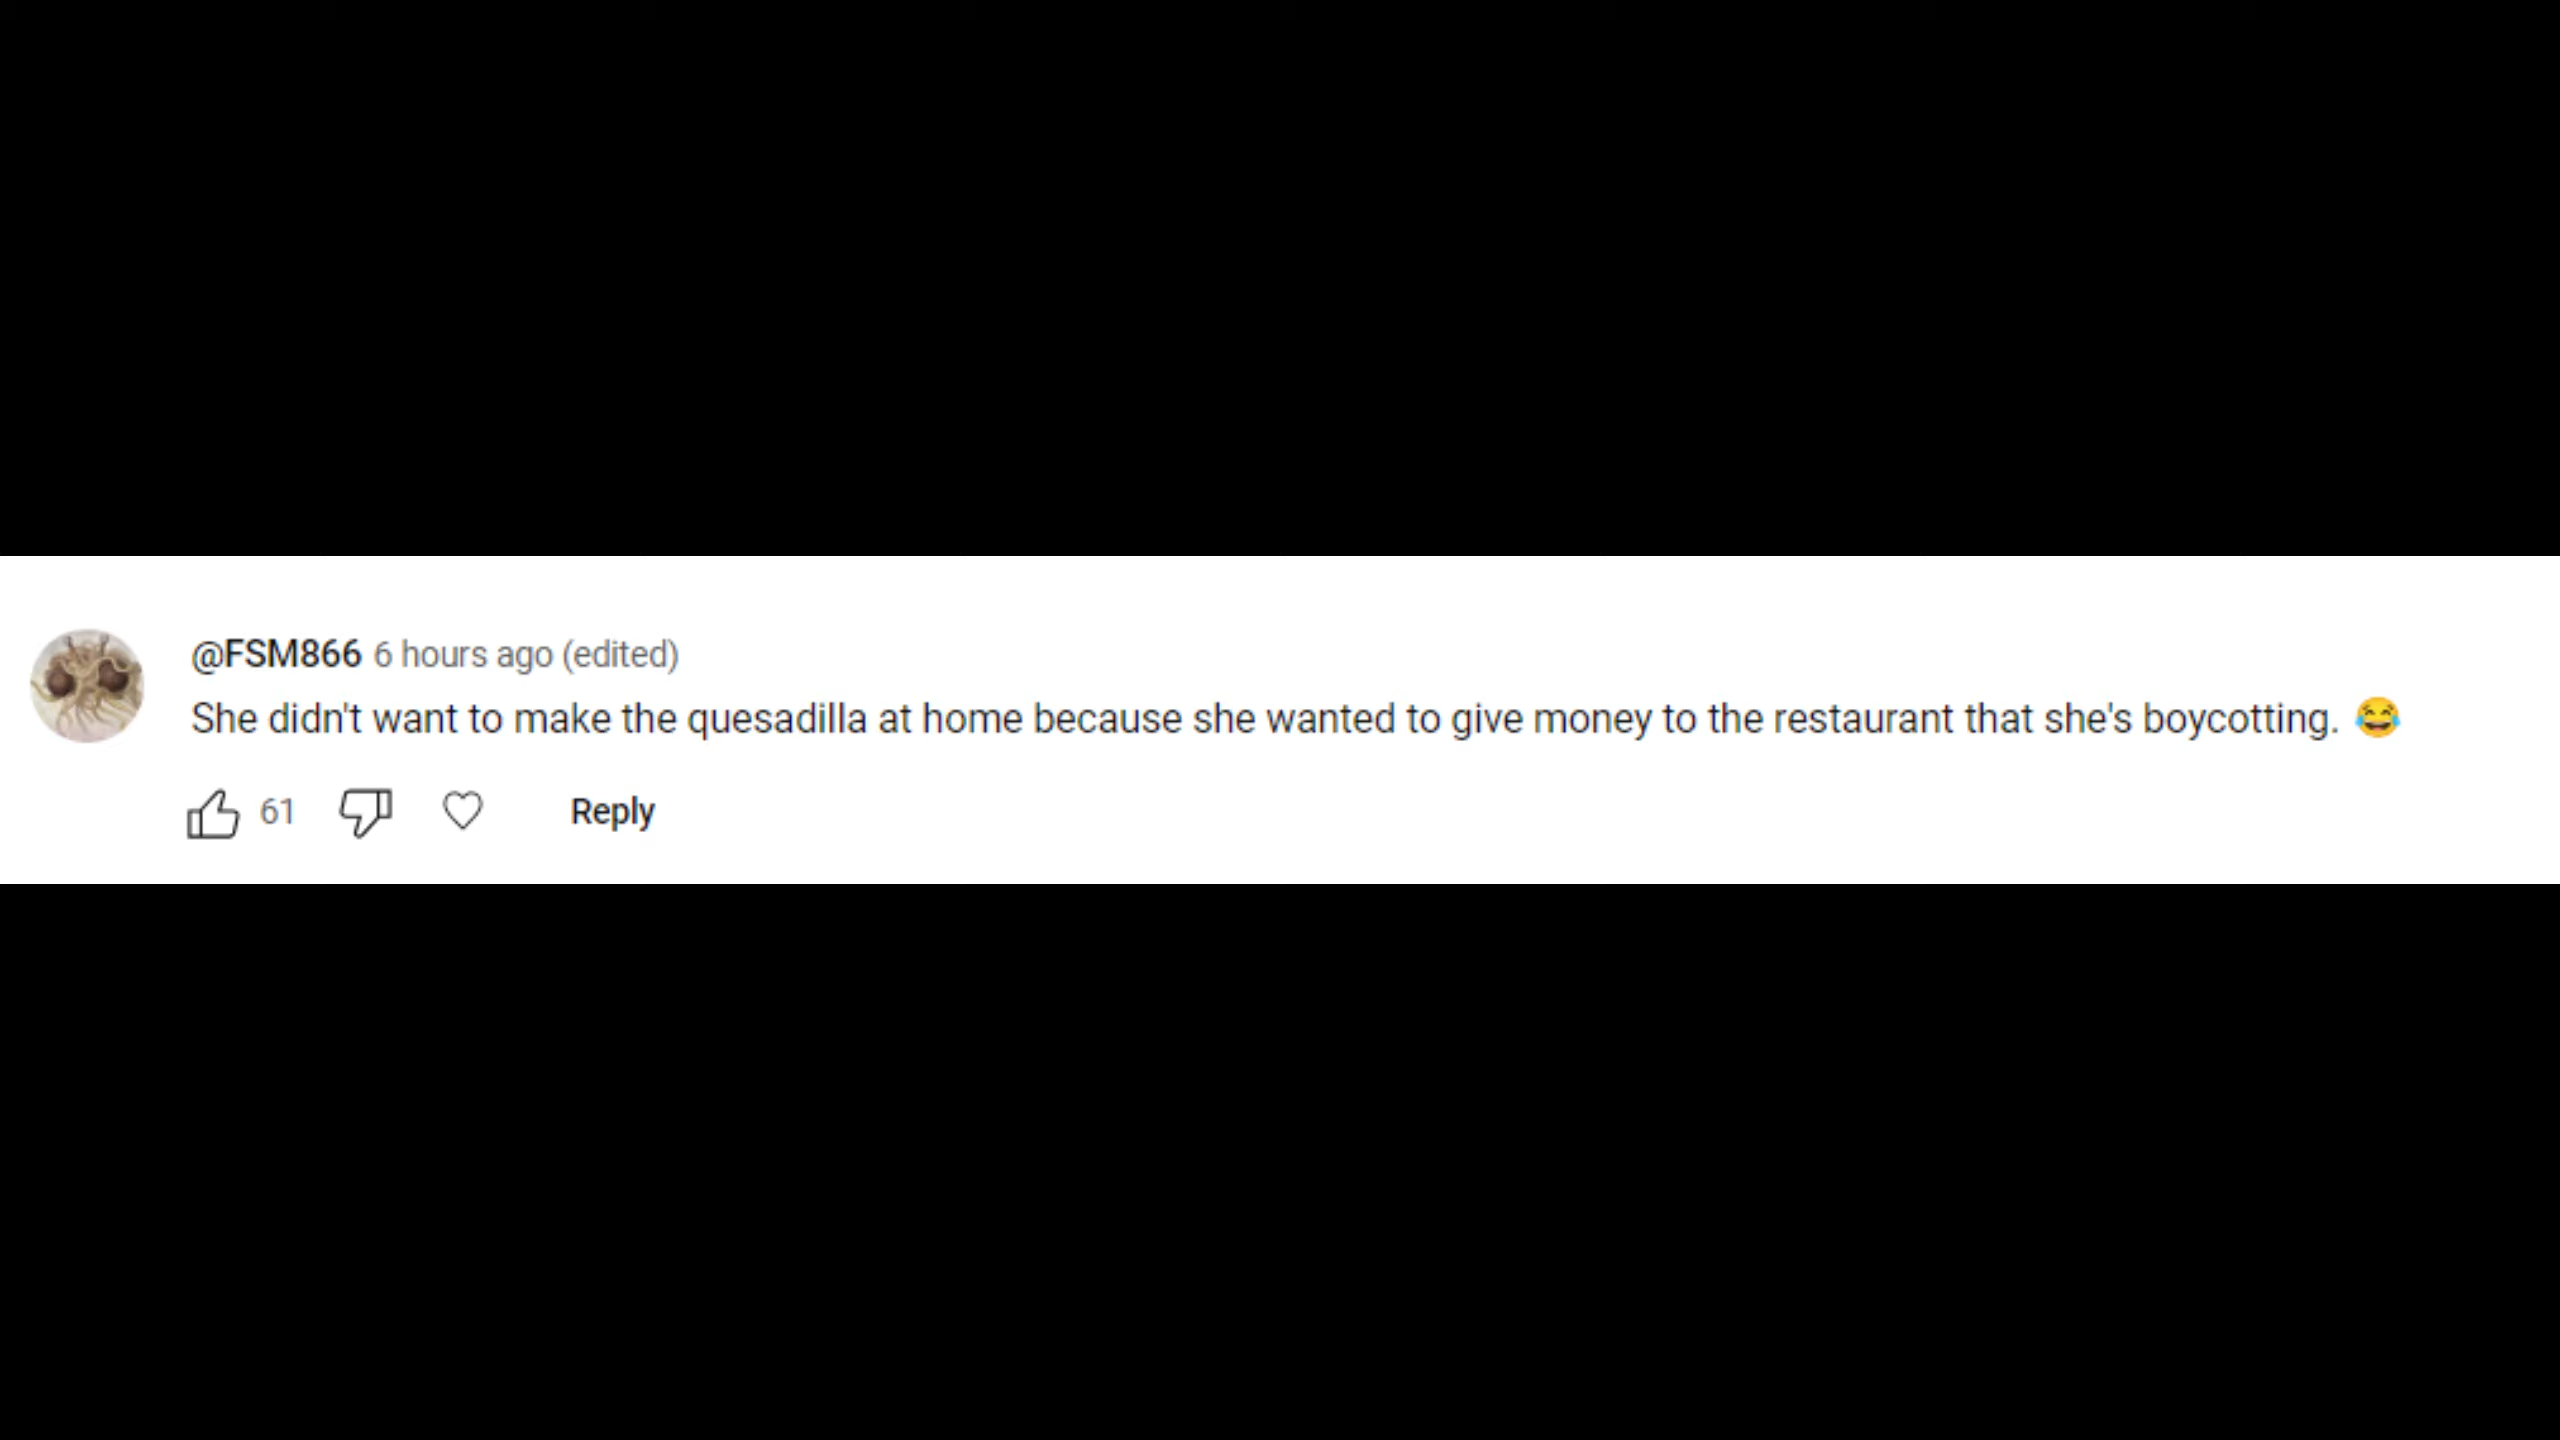 @FSM866 6 hours ago (edited)
She didn't want to make the quesadilla at home because she wanted to give money to the restaurant that she's boycotting. 😂
61 Reply